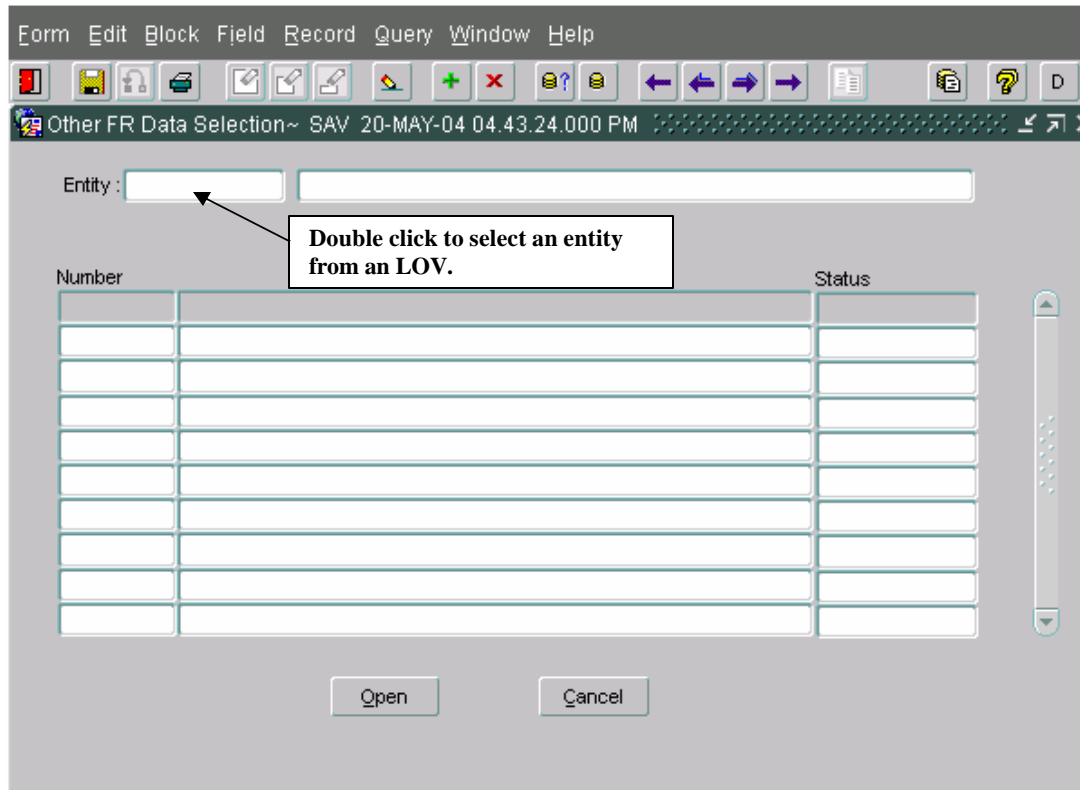 Form Edit Block Field Record Query Window Help
D
Other FR Data Selection~ SAV 20-MAY-04 04.43.24.000 PM
Entity :
Double click to select an entity
from an LOV.
Number Status
Open Cancel